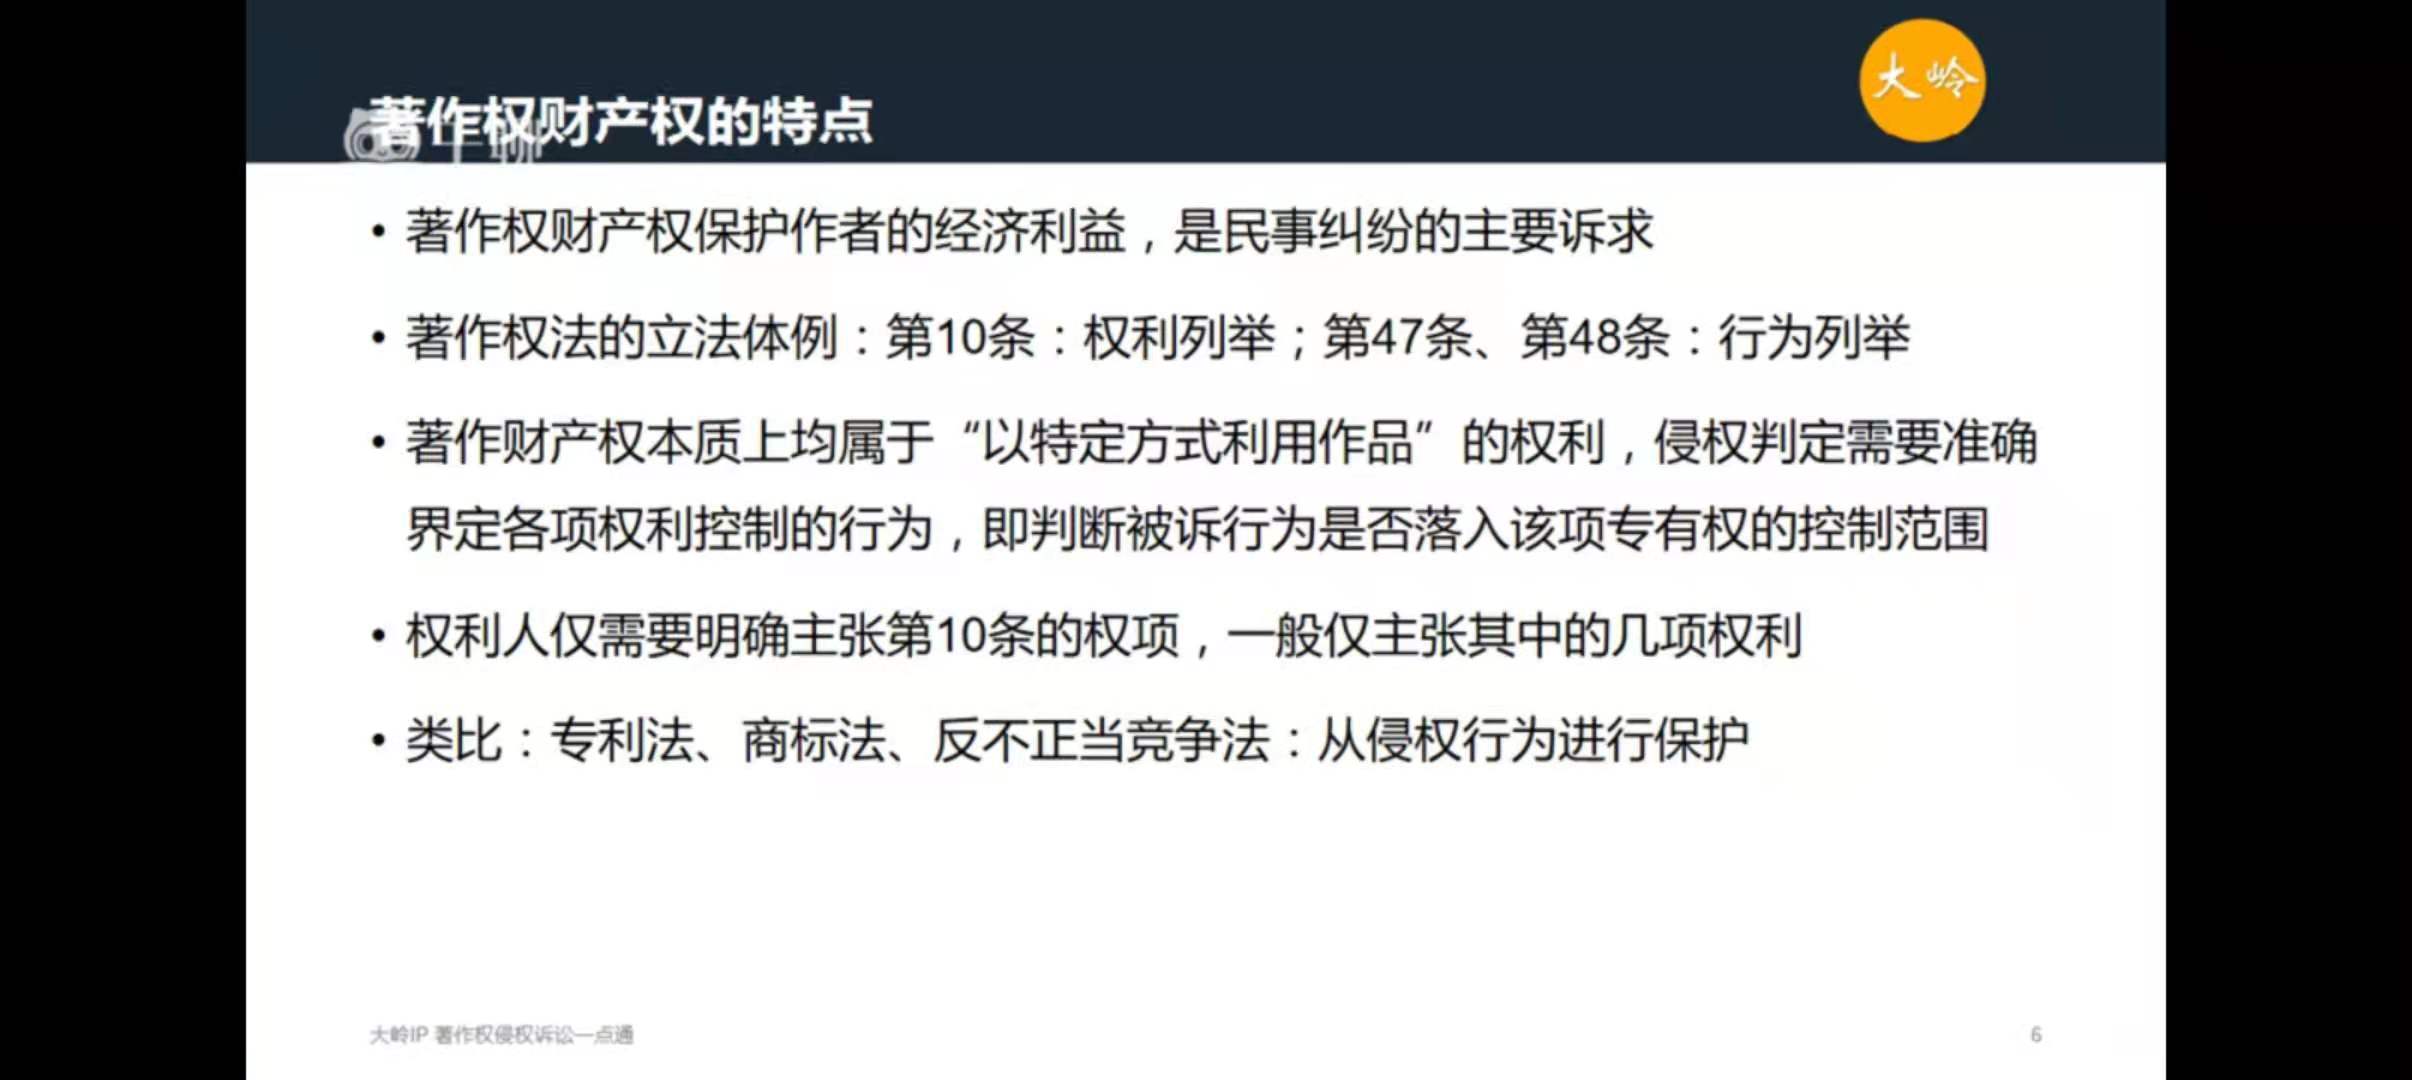 大岭
著作权财产权的特点
千聊
• 著作权财产权保护作者的经济利益，是民事纠纷的主要诉求
• 著作权法的立法体例：第10条：权利列举；第47条、第48条：行为列举
• 著作财产权本质上均属于“以特定方式利用作品”的权利，侵权判定需要准确
界定各项权利控制的行为，即判断被诉行为是否落入该项专有权的控制范围
• 权利人仅需要明确主张第10条的权项，一般仅主张其中的几项权利
• 类比：专利法、商标法、反不正当竞争法：从侵权行为进行保护
大岭IP 著作权侵权诉讼一点通
6